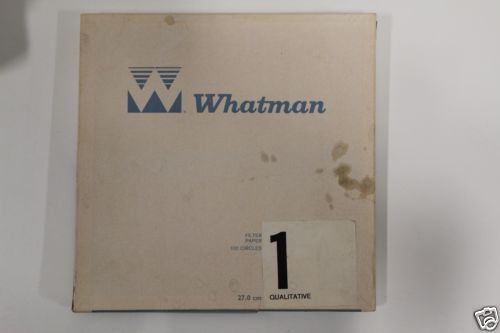 Whatman
FILTER
PAPER
100 CIRCLES
27.0 cm
1
QUALITATIVE